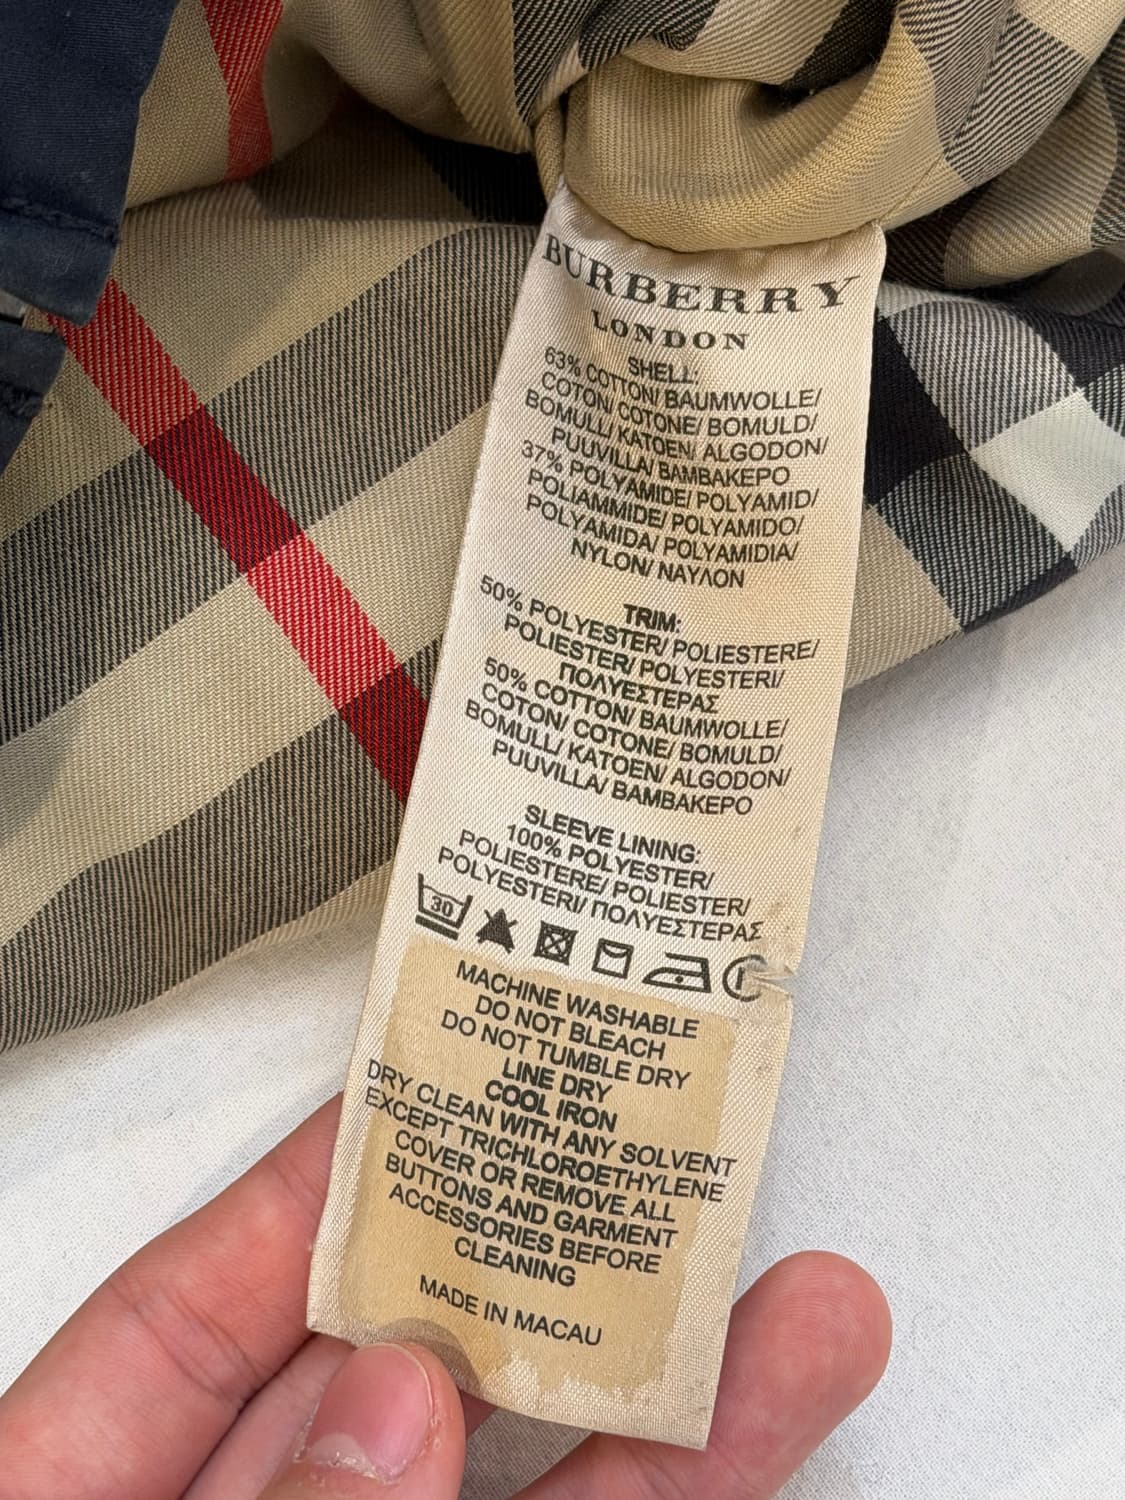 BURBERRY
LONDON
SHELL:
63% COTTON/ BAUMWOLLE/
COTON/ COTONE/ BOMULD/
BOMULL/ KATOEN/ ALGODON/
PUUVILLA/ ΒΑΜΒΑΚΕΡΟ
37% POLYAMIDE/ POLYAMID/
POLIAMMIDE/ POLYAMIDO/
POLYAMIDA/ POLYAMIDIA/
NYLON/ ΝΑΥΛΟΝ
TRIM:
50% POLYESTER/ POLIESTERE/
POLIESTER/ POLYESTERI/
ΠΟΛΥΕΣΤΕΡΑΣ
50% COTTON/ BAUMWOLLE/
COTON/ COTONE/ BOMULD/
BOMULL/ KATOEN/ ALGODON/
PUUVILLA/ ΒΑΜΒΑΚΕΡΟ
SLEEVE LINING:
100% POLYESTER/
POLIESTERE/ POLIESTER/
POLYESTERI/ ΠΟΛΥΕΣΤΕΡΑΣ
30
MACHINE WASHABLE
DO NOT BLEACH
DO NOT TUMBLE DRY
LINE DRY
COOL IRON
DRY CLEAN WITH ANY SOLVENT
EXCEPT TRICHLOROETHYLENE
COVER OR REMOVE ALL
BUTTONS AND GARMENT
ACCESSORIES BEFORE
CLEANING
MADE IN MACAU